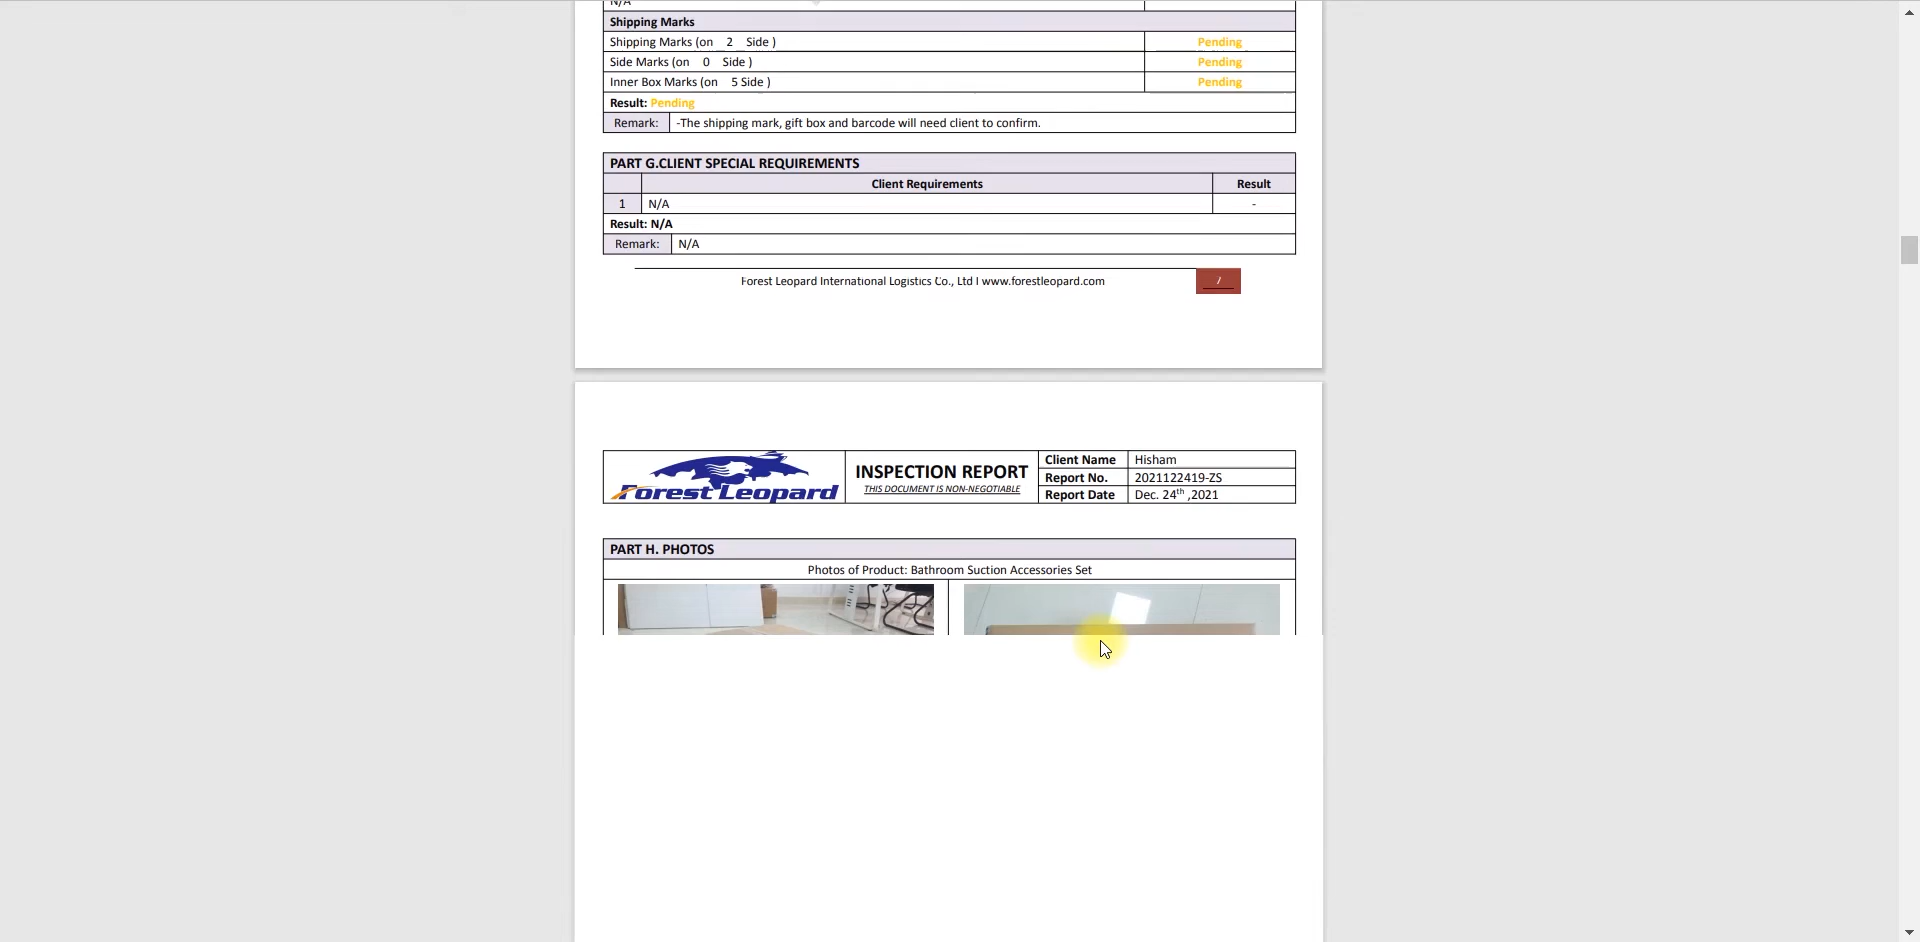 N/A
Shipping Marks
Shipping Marks (on 2 Side ) Pending
Side Marks (on 0 Side ) Pending
Inner Box Marks (on 5 Side ) Pending
Result: Pending
Remark: -The shipping mark, gift box and barcode will need client to confirm.
PART G.CLIENT SPECIAL REQUIREMENTS
Client Requirements Result
1 N/A -
Result: N/A
Remark: N/A
Forest Leopard International Logistics Co., Ltd I www.forestleopard.com 7
Forest Leopard
INSPECTION REPORT
THIS DOCUMENT IS NON-NEGOTIABLE
Client Name Hisham
Report No. 2021122419-ZS
Report Date Dec. 24th ,2021
PART H. PHOTOS
Photos of Product: Bathroom Suction Accessories Set